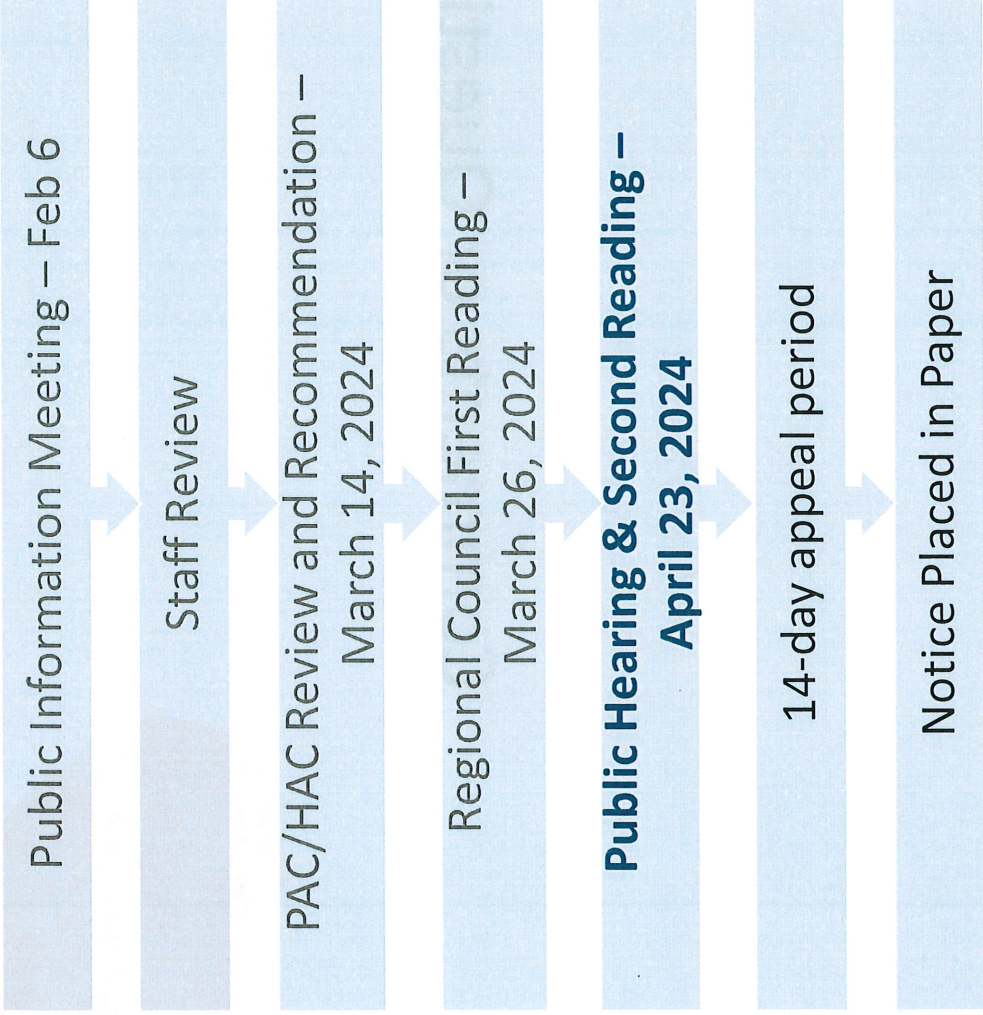 Public Information Meeting – Feb 6
Staff Review
PAC/HAC Review and Recommendation –
March 14, 2024
Regional Council First Reading –
March 26, 2024
Public Hearing & Second Reading –
April 23, 2024
14-day appeal period
Notice Placed in Paper